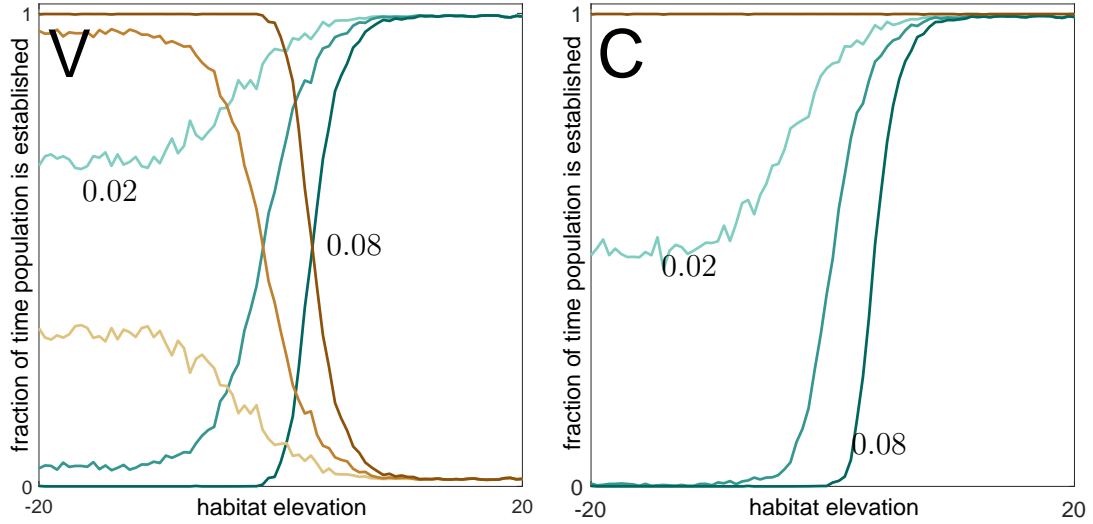 fraction of time population is established
1
V
0.02
0.08
0
-20
habitat elevation
20
fraction of time population is established
1
C
0.02
0.08
0
-20
habitat elevation
20